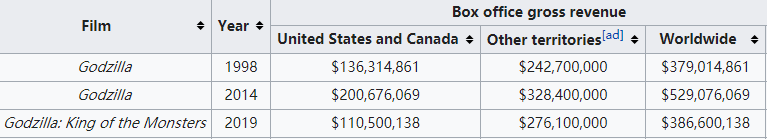 Film Year Box office gross revenue
United States and Canada Other territories[ad] Worldwide
Godzilla 1998 $136,314,861 $242,700,000 $379,014,861
Godzilla 2014 $200,676,069 $328,400,000 $529,076,069
Godzilla: King of the Monsters 2019 $110,500,138 $276,100,000 $386,600,138